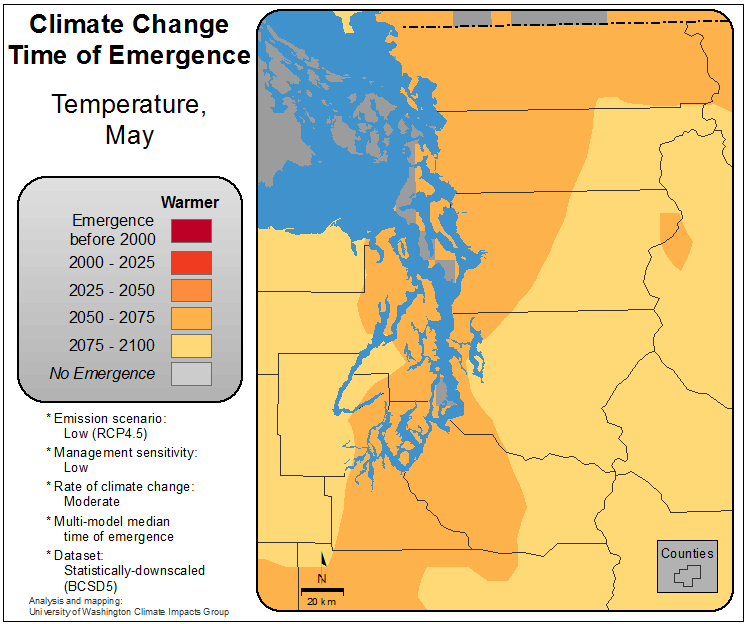 Climate Change
Time of Emergence
Temperature,
May
Warmer
Emergence
before 2000
2000 - 2025
2025 - 2050
2050 - 2075
2075 - 2100
No Emergence
* Emission scenario:
Low (RCP4.5)
* Management sensitivity:
Low
* Rate of climate change:
Moderate
* Multi-model median
time of emergence
* Dataset:
Statistically-downscaled
(BCSD5)
Analysis and mapping:
University of Washington Climate Impacts Group
N
20 km
Counties